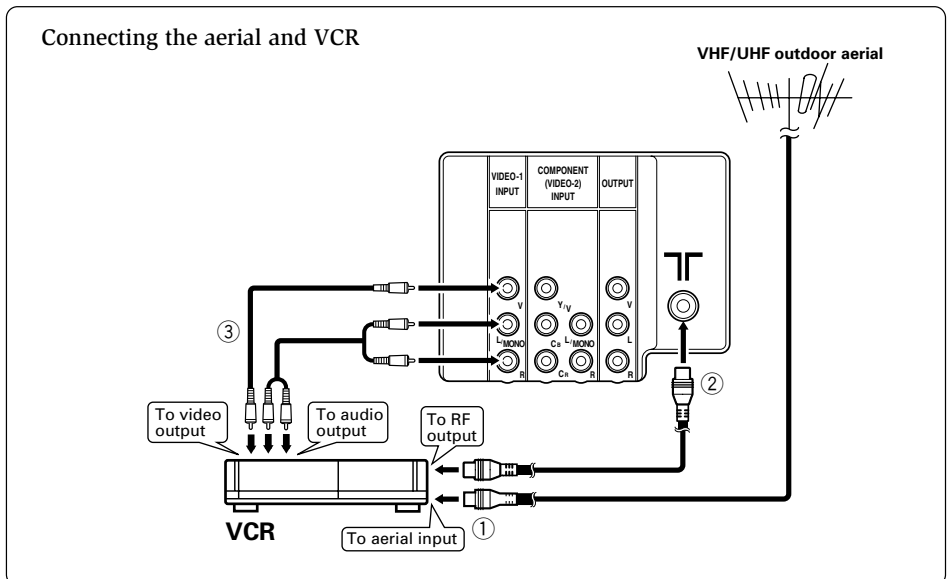 Connecting the aerial and VCR
VHF/UHF outdoor aerial
VIDEO-1
INPUT
COMPONENT
(VIDEO-2)
INPUT
OUTPUT
V
Y/V
V
L/MONO
CB
L/MONO
L
R
CR
R
R
③
②
To video
output
To audio
output
To RF
output
VCR
To aerial input
①